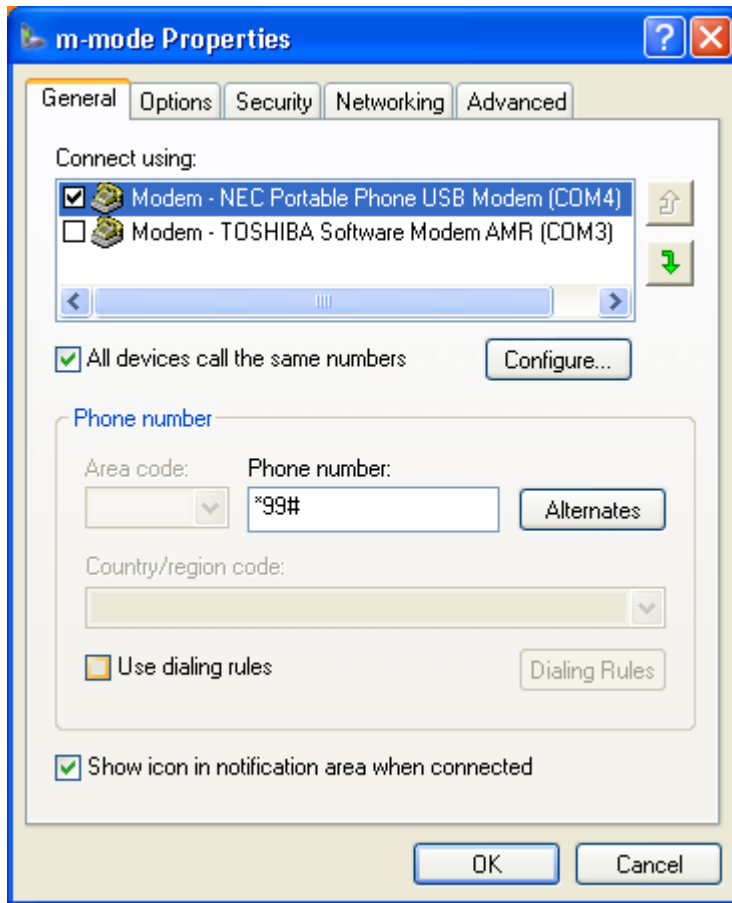 m-mode Properties
General Options Security Networking Advanced
Connect using:
Modem - NEC Portable Phone USB Modem (COM4)
Modem - TOSHIBA Software Modem AMR (COM3)
All devices call the same numbers Configure...
Phone number
Area code: Phone number:
*99# Alternates
Country/region code:
Use dialing rules Dialing Rules
Show icon in notification area when connected
OK Cancel